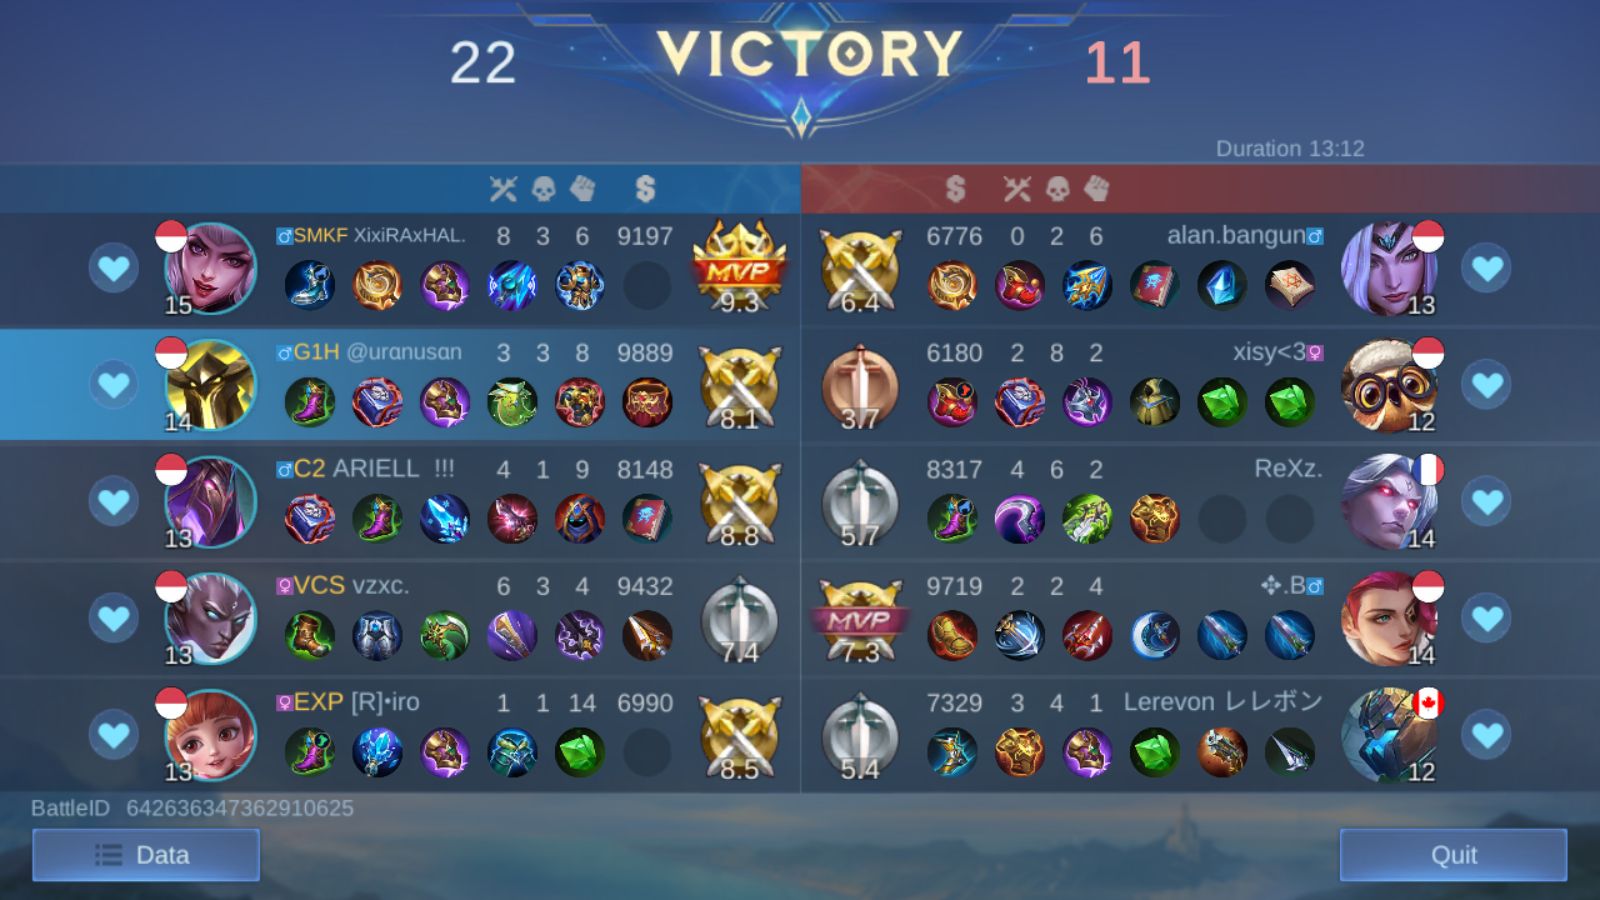 22 VICTORY 11
Duration 13:12
SMKF XixiRAxHAL. 8 3 6 9197 MVP 9.3 15
6.4 6776 0 2 6 alan.bangun 13
G1H @uranusan 3 3 8 9889 8.1 14
3.7 6180 2 8 2 xisy<3 12
C2 ARIELL !!! 4 1 9 8148 8.8 13
5.7 8317 4 6 2 ReXz. 14
VCS vzxc. 6 3 4 9432 7.4 13
MVP 7.3 9719 2 2 4 .B 14
EXP [R]•iro 1 1 14 6990 8.5 13
5.4 7329 3 4 1 Lerevon レレボン 12
BattleID 642636347362910625
Data
Quit